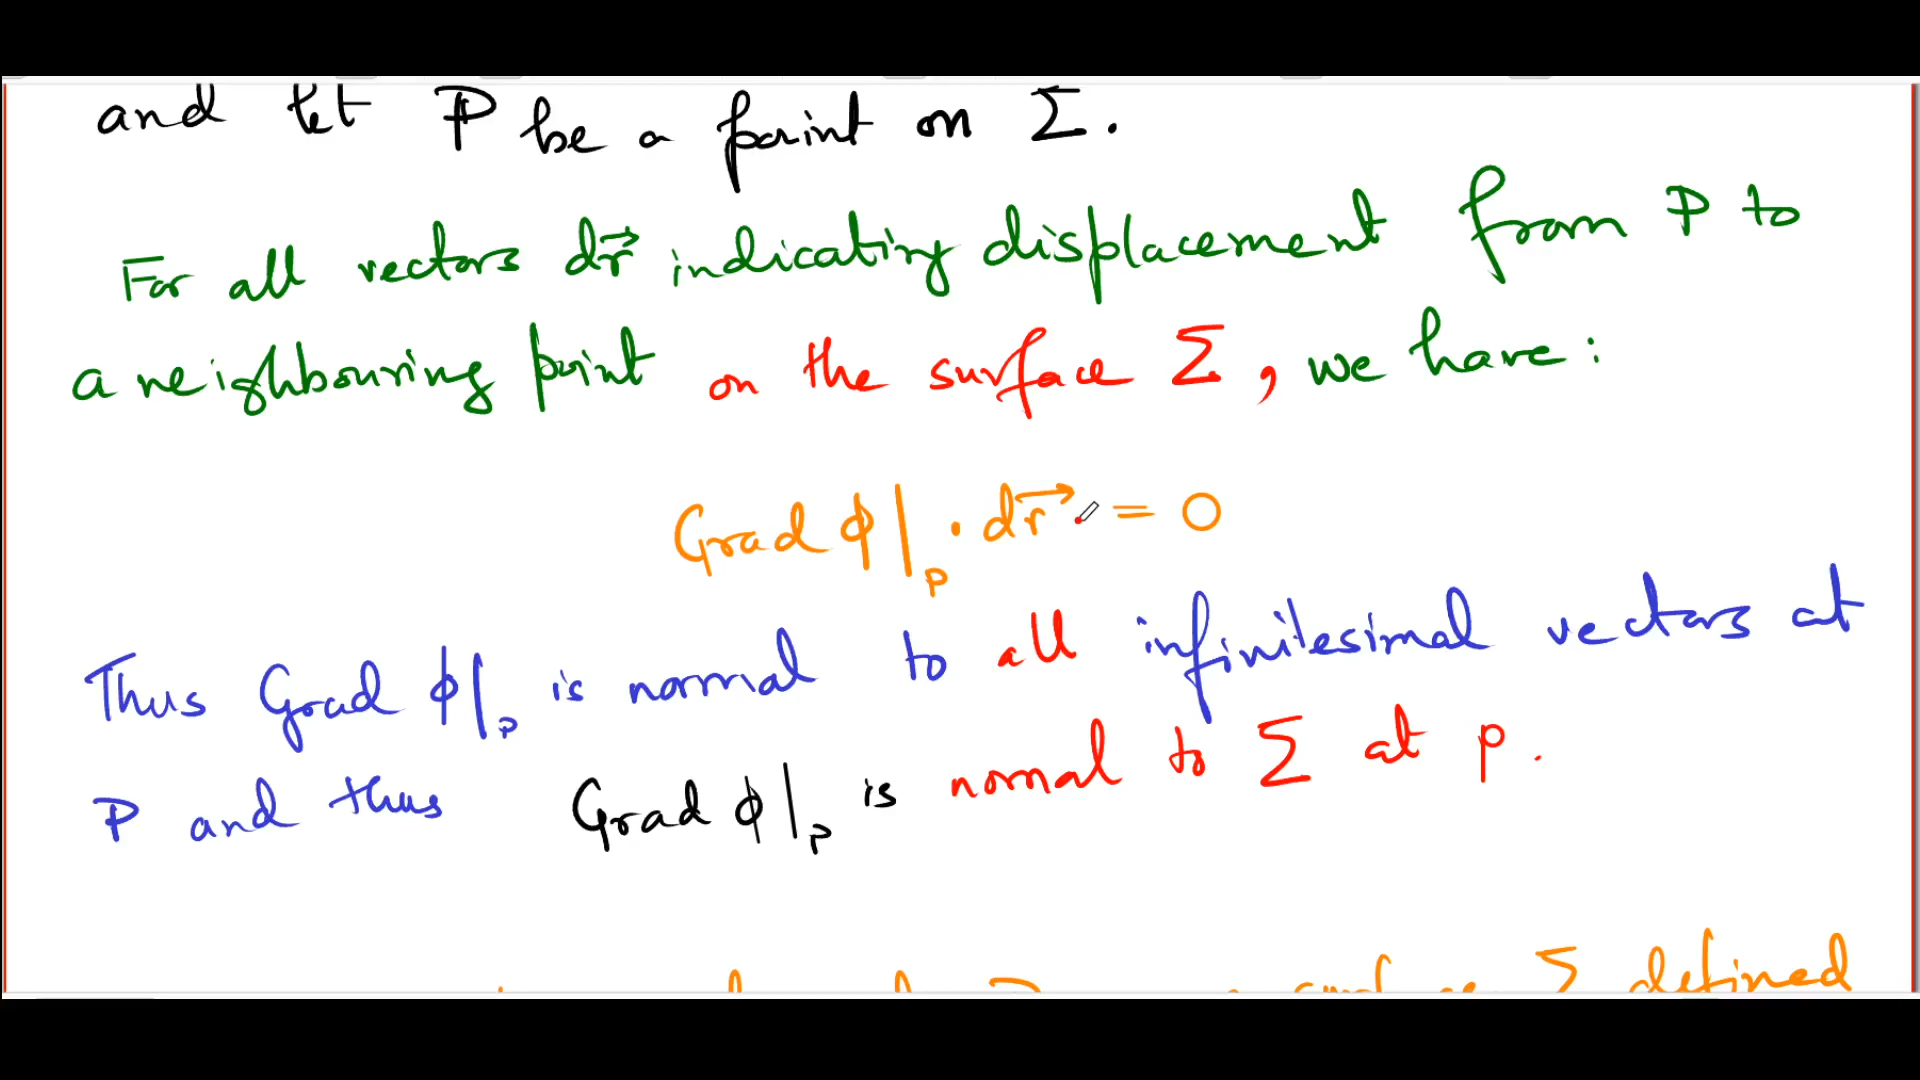 and let P be a point on Σ.
For all vectors dr⃗ indicating displacement from P to
a neighbouring point on the surface Σ, we have:
Grad ϕ|ₚ · dr⃗ = 0
Thus Grad ϕ|ₚ is normal to all infinitesimal vectors at
P and thus Grad ϕ|ₚ is normal to Σ at p.
Σ defined